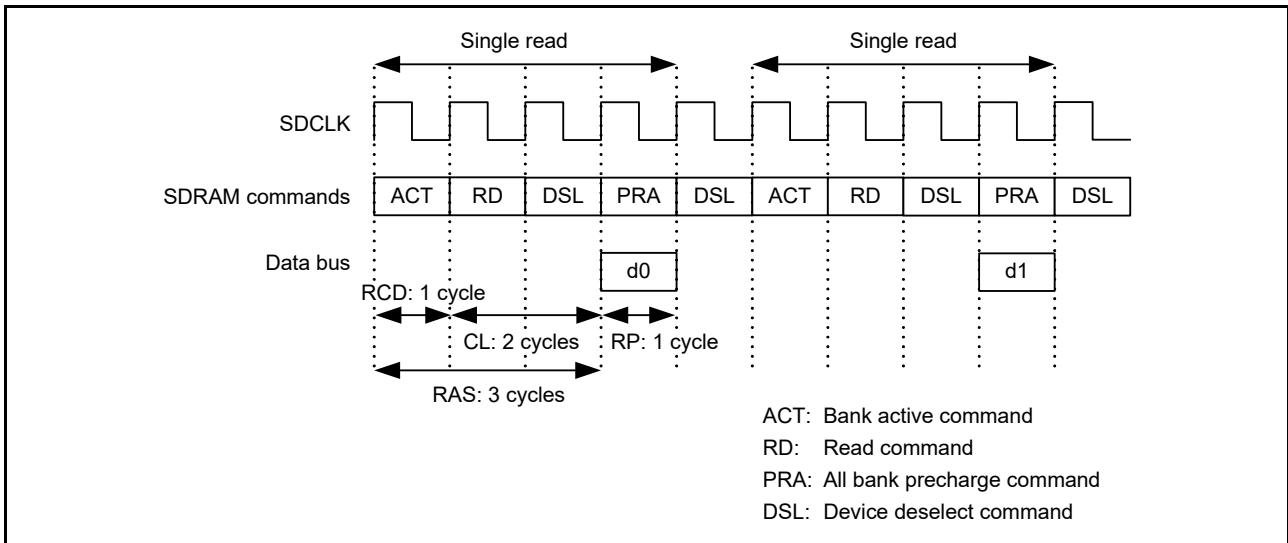 Single read Single read
SDCLK
SDRAM commands ACT RD DSL PRA DSL ACT RD DSL PRA DSL
Data bus d0 d1
RCD: 1 cycle
CL: 2 cycles RP: 1 cycle
RAS: 3 cycles
ACT: Bank active command
RD: Read command
PRA: All bank precharge command
DSL: Device deselect command